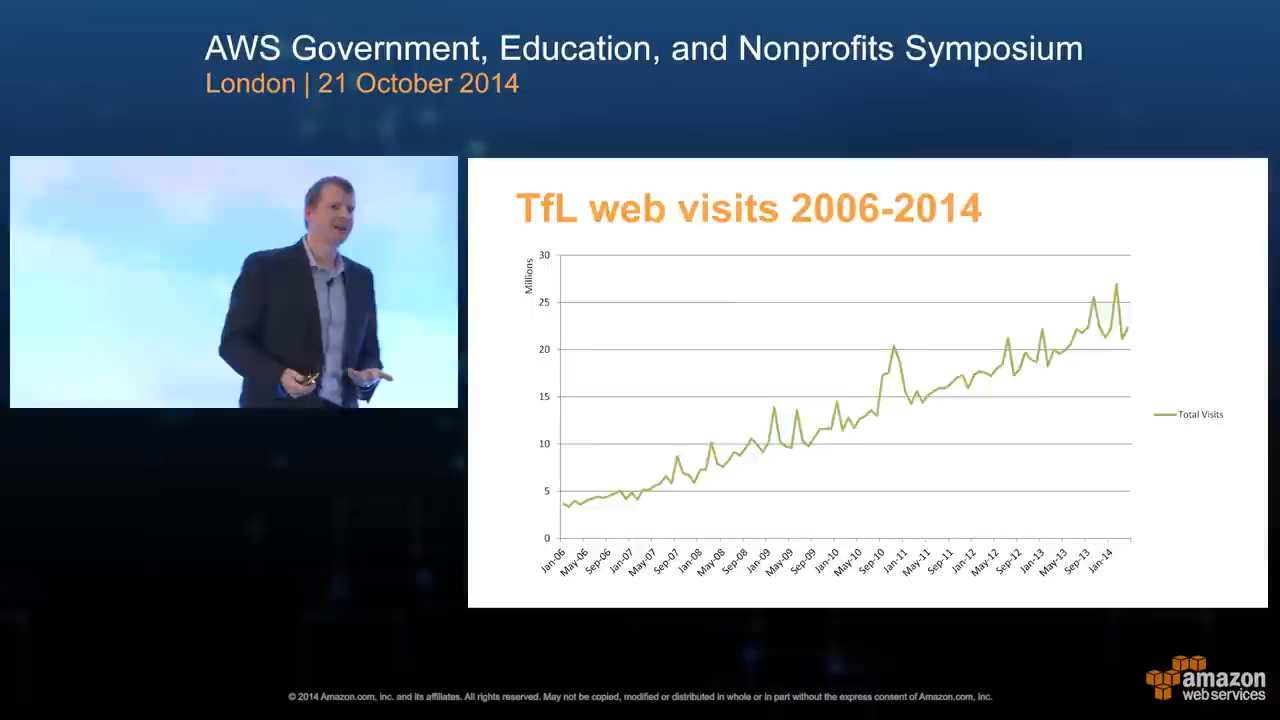 AWS Government, Education, and Nonprofits Symposium
London | 21 October 2014
TfL web visits 2006-2014
Millions
30
25
20
15
10
5
0
Jan-06 May-06 Sep-06 Jan-07 May-07 Sep-07 Jan-08 May-08 Sep-08 Jan-09 May-09 Sep-09 Jan-10 May-10 Sep-10 Jan-11 May-11 Sep-11 Jan-12 May-12 Sep-12 Jan-13 May-13 Sep-13 Jan-14
Total Visits
amazon
web services
© 2014 Amazon.com, Inc. and its affiliates. All rights reserved. May not be copied, modified or distributed in whole or in part without the express consent of Amazon.com, Inc.